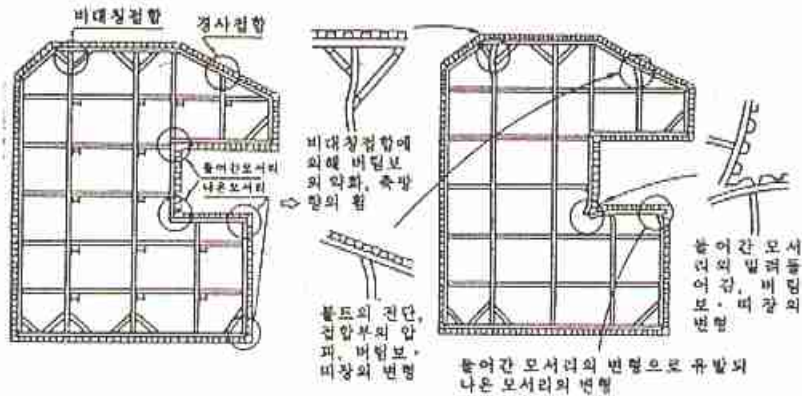 비대칭접합
경사접합
들어간모서리
나온모서리
비대칭접합에
의해 버팀보
의 약화, 축방
향의 휨
볼트의 전단,
접합부의 압
괴, 버팀보·
띠장의 변형
들어간 모서
리의 밀려들
어 감, 버팀
보·띠장의
변형
들어간 모서리의 변형으로 유발되
나온 모서리의 변형